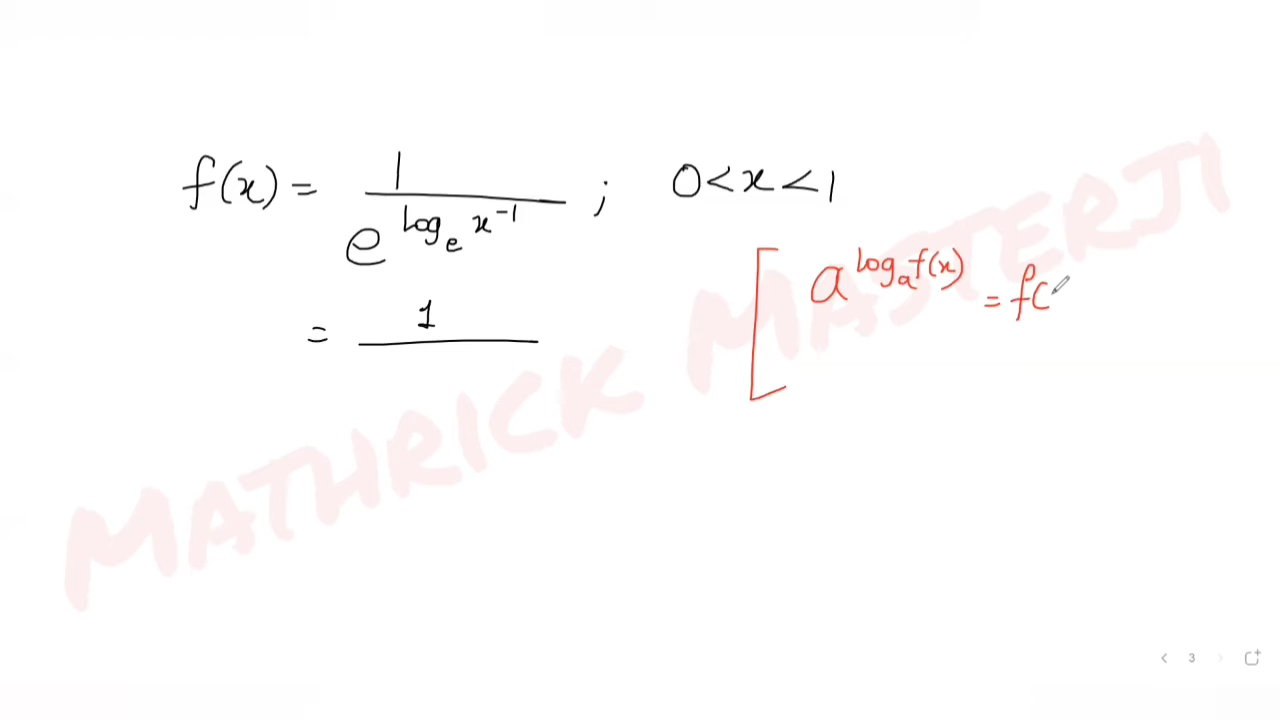 f(x) = 1 / e^{log_e x^{-1}} ; 0 < x < 1
a^{log_a f(x)} = f(
= 1
MATHRICK MASTERJI
< 3 >